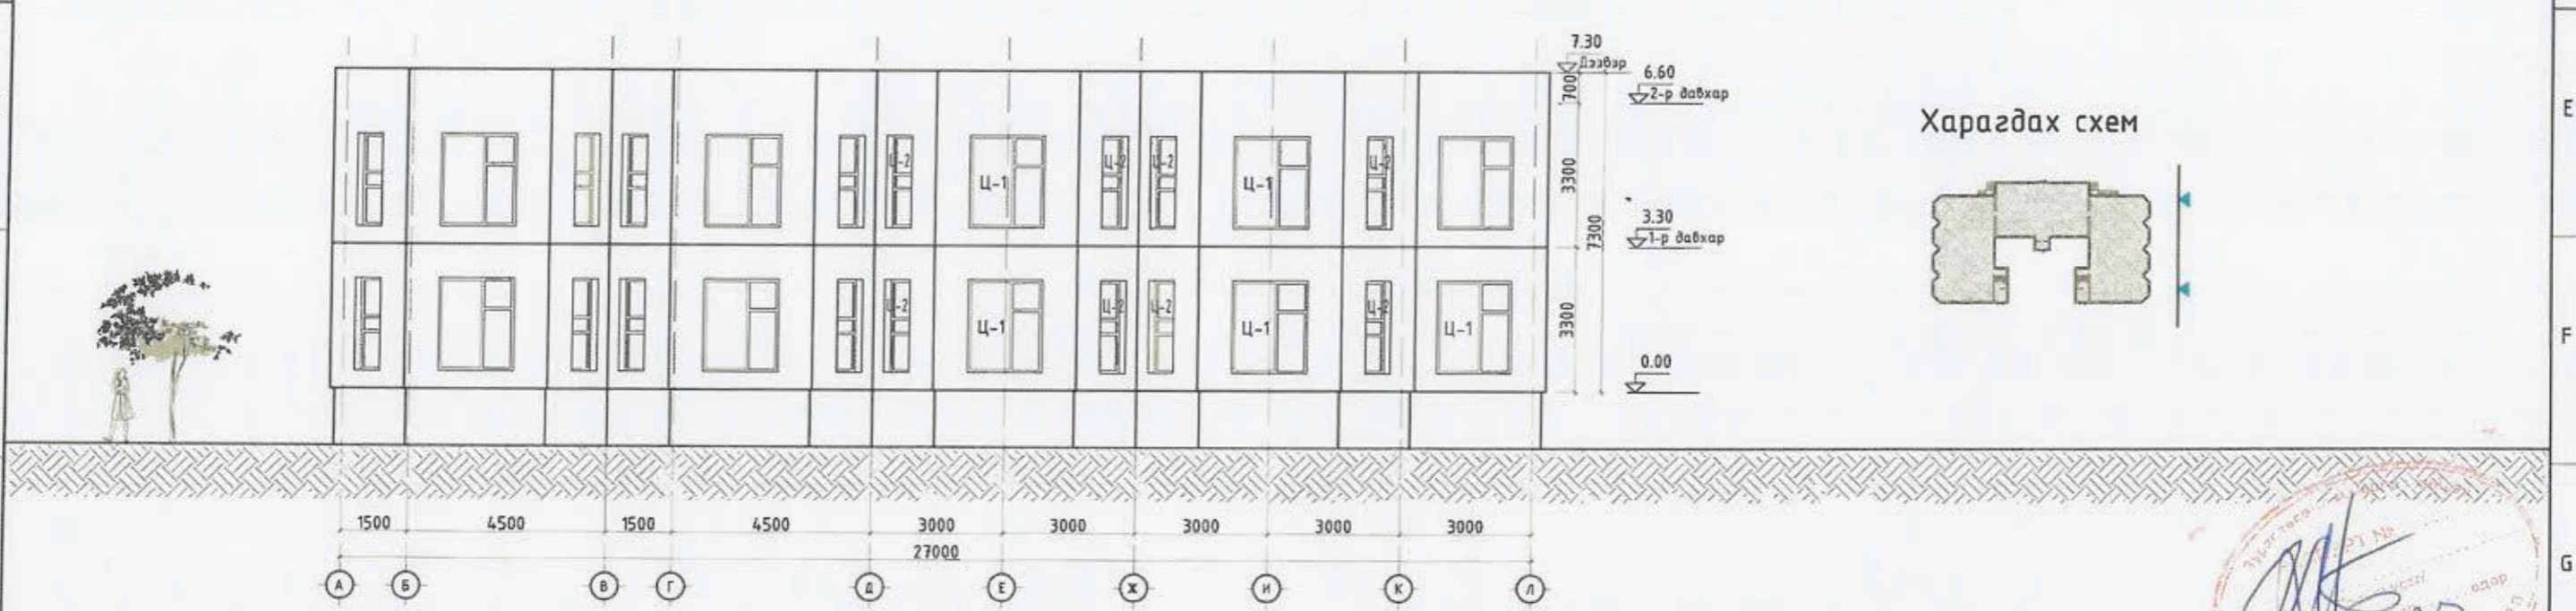 7.30
Дээвэр
6.60
2-р давхар
E
Харагдах схем
700
Ц-2
Ц-2
Ц-2
Ц-2
Ц-1
Ц-1
3300
3.30
1-р давхар
7300
Ц-2
Ц-2
Ц-2
Ц-2
Ц-1
Ц-1
Ц-1
3300
F
0.00
1500
4500
1500
4500
3000
3000
3000
3000
3000
27000
А
Б
В
Г
Д
Е
Ж
И
К
Л
G